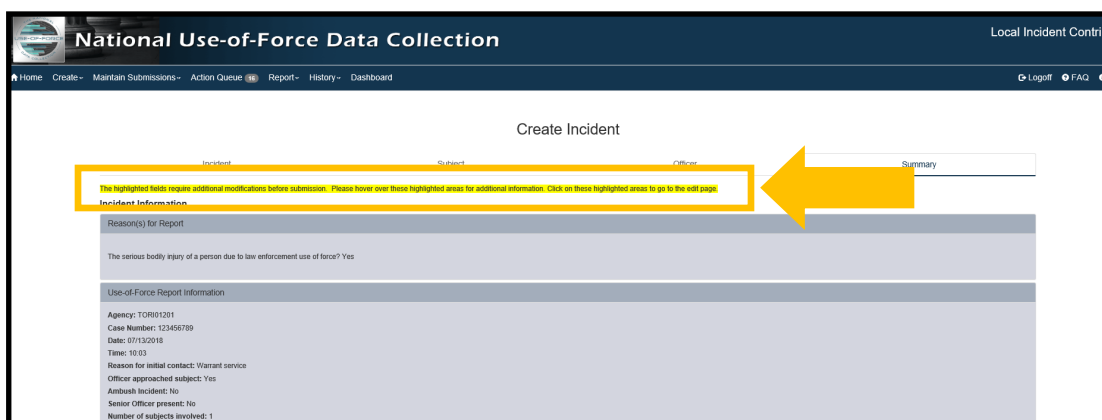 USE-OF-FORCE
National Use-of-Force Data Collection
Local Incident Contri
Home Create Maintain Submissions Action Queue 16 Report History Dashboard Logoff FAQ
Create Incident
Incident Subject Officer Summary
The highlighted fields require additional modifications before submission. Please hover over these highlighted areas for additional information. Click on these highlighted areas to go to the edit page.
Incident Information
Reason(s) for Report
The serious bodily injury of a person due to law enforcement use of force? Yes
Use-of-Force Report Information
Agency: TORI01201
Case Number: 123456789
Date: 07/13/2018
Time: 10:03
Reason for initial contact: Warrant service
Officer approached subject: Yes
Ambush Incident: No
Senior Officer present: No
Number of subjects involved: 1